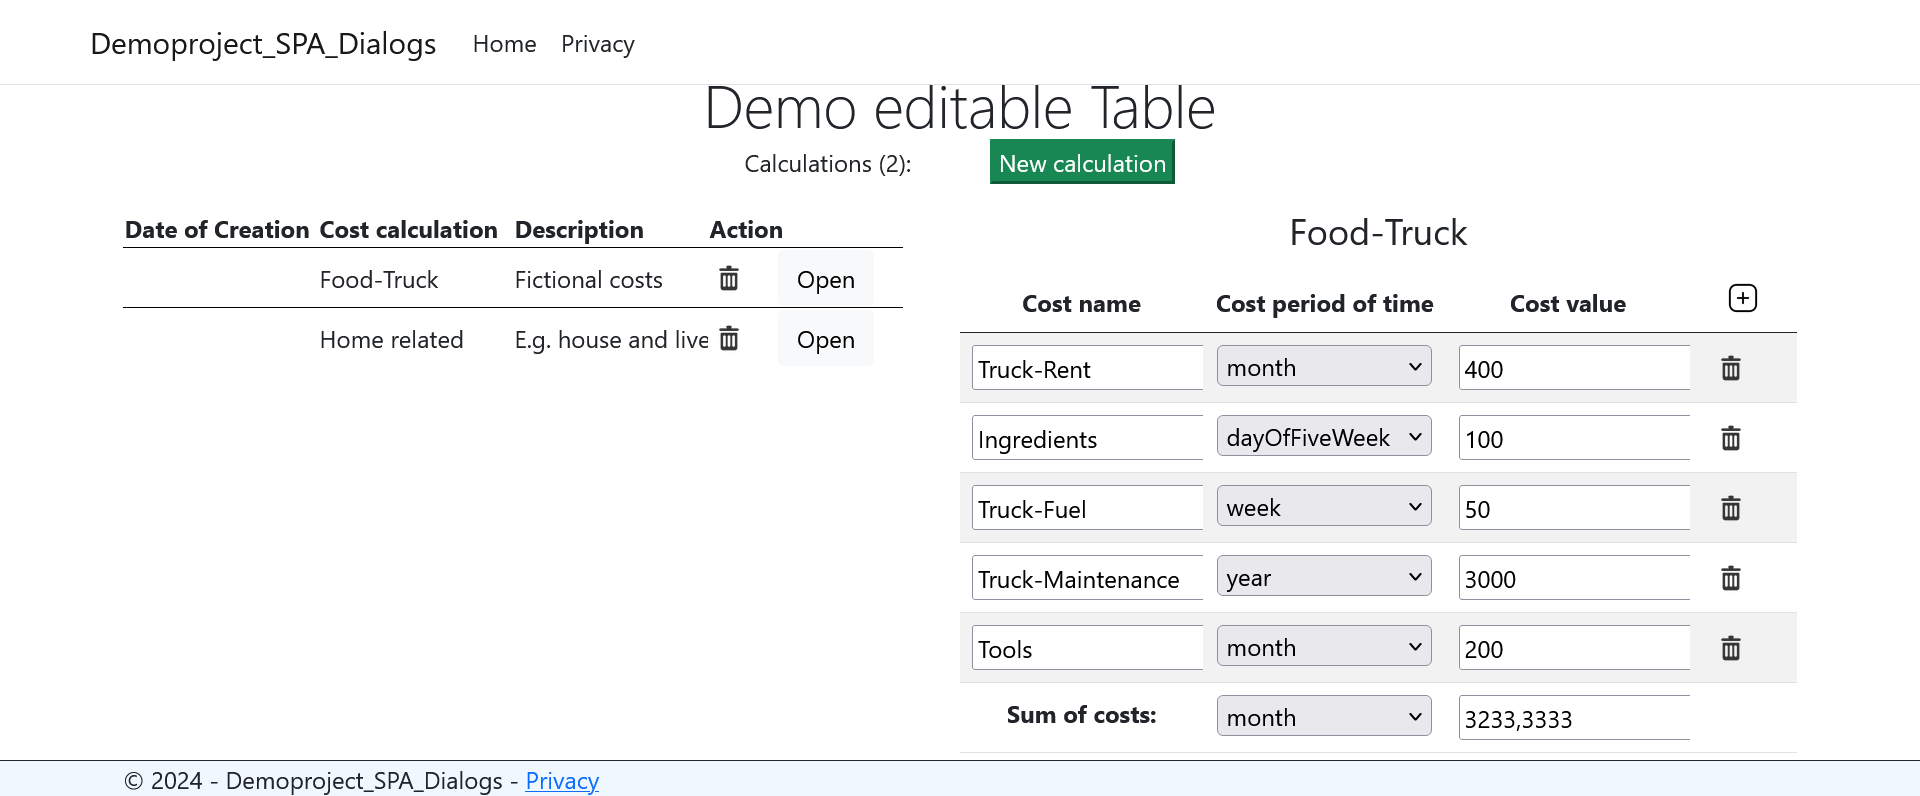 Demoproject_SPA_Dialogs Home Privacy
Demo editable Table
Calculations (2): New calculation
Date of Creation Cost calculation Description Action
Food-Truck Fictional costs Open
Home related E.g. house and live Open
Food-Truck
Cost name Cost period of time Cost value
Truck-Rent month 400
Ingredients dayOfFiveWeek 100
Truck-Fuel week 50
Truck-Maintenance year 3000
Tools month 200
Sum of costs: month 3233,3333
© 2024 - Demoproject_SPA_Dialogs - Privacy